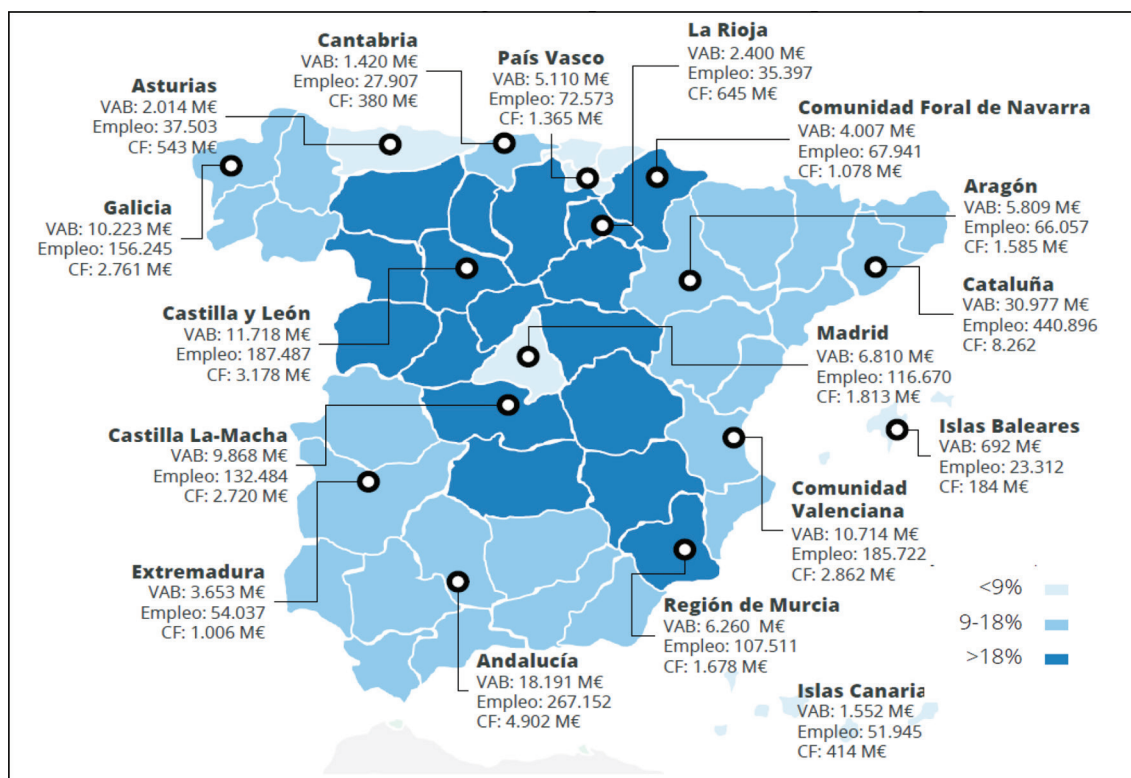 Cantabria
VAB: 1.420 M€
Empleo: 27.907
CF: 380 M€
País Vasco
VAB: 5.110 M€
Empleo: 72.573
CF: 1.365 M€
La Rioja
VAB: 2.400 M€
Empleo: 35.397
CF: 645 M€
Asturias
VAB: 2.014 M€
Empleo: 37.503
CF: 543 M€
Comunidad Foral de Navarra
VAB: 4.007 M€
Empleo: 67.941
CF: 1.078 M€
Galicia
VAB: 10.223 M€
Empleo: 156.245
CF: 2.761 M€
Aragón
VAB: 5.809 M€
Empleo: 66.057
CF: 1.585 M€
Cataluña
VAB: 30.977 M€
Empleo: 440.896
CF: 8.262
Castilla y León
VAB: 11.718 M€
Empleo: 187.487
CF: 3.178 M€
Madrid
VAB: 6.810 M€
Empleo: 116.670
CF: 1.813 M€
Castilla La-Macha
VAB: 9.868 M€
Empleo: 132.484
CF: 2.720 M€
Islas Baleares
VAB: 692 M€
Empleo: 23.312
CF: 184 M€
Comunidad
Valenciana
VAB: 10.714 M€
Empleo: 185.722
CF: 2.862 M€
Extremadura
VAB: 3.653 M€
Empleo: 54.037
CF: 1.006 M€
Región de Murcia
VAB: 6.260 M€
Empleo: 107.511
CF: 1.678 M€
Andalucía
VAB: 18.191 M€
Empleo: 267.152
CF: 4.902 M€
Islas Canaria
VAB: 1.552 M€
Empleo: 51.945
CF: 414 M€
<9%
9-18%
>18%